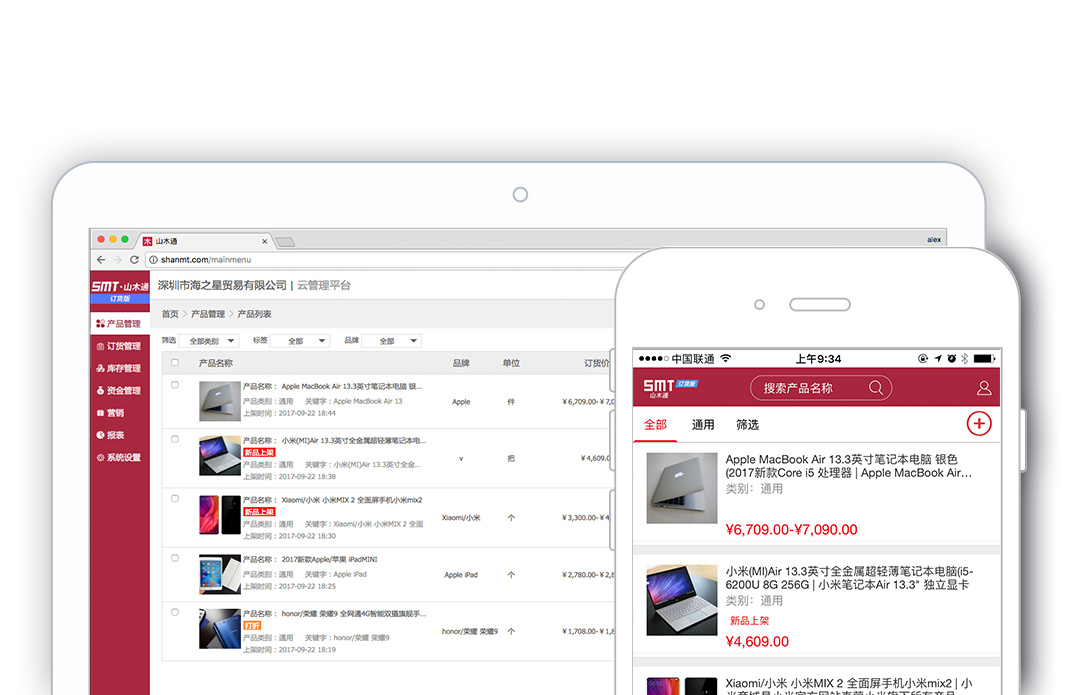 山木通
alex
shanmt.com/mainmenu
SMT·山木通
订货版
深圳市海之星贸易有限公司 | 云管理平台
首页 > 产品管理 > 产品列表
产品管理
订货管理
库存管理
资金管理
营销
报表
系统设置
筛选 全部类别 标签 全部 品牌 全部
产品名称 品牌 单位 订货价
产品名称： Apple MacBook Air 13.3英寸笔记本电脑 银...
产品类别：通用 关键字：Apple MacBook Air 13
上架时间：2017-09-22 18:44
Apple 件 ¥6,709.00-¥7,0
产品名称： 小米(MI)Air 13.3英寸全金属超轻薄笔记本电...
新品上架
产品类别：通用 关键字：小米(MI)Air 13.3英寸全金...
上架时间：2017-09-22 18:38
v 把 ¥4,609.0
产品名称： Xiaomi/小米 小米MIX 2 全面屏手机小米mix2
新品上架
产品类别：通用 关键字：Xiaomi/小米 小米MIX 2 全面
上架时间：2017-09-22 18:30
Xiaomi/小米 个 ¥3,300.00-¥4
产品名称： 2017新款Apple/苹果 iPadMINI
产品类别：通用 关键字：Apple iPad
上架时间：2017-09-22 18:25
Apple iPad 个 ¥2,780.00-¥2,8
产品名称： honor/荣耀 荣耀9 全网通4G智能双摄旗舰手...
打折
产品类别：通用 关键字：honor/荣耀 荣耀9
上架时间：2017-09-22 18:19
honor/荣耀 荣耀9 个 ¥1,708.00-¥1,8
中国联通 上午9:34
SMT 订货版
山木通
搜索产品名称
全部 通用 筛选
Apple MacBook Air 13.3英寸笔记本电脑 银色
(2017新款Core i5 处理器 | Apple MacBook Air...
类别：通用
¥6,709.00-¥7,090.00
小米(MI)Air 13.3英寸全金属超轻薄笔记本电脑(i5-
6200U 8G 256G | 小米笔记本Air 13.3" 独立显卡
类别：通用
新品上架
¥4,609.00
Xiaomi/小米 小米MIX 2 全面屏手机小米mix2 | 小